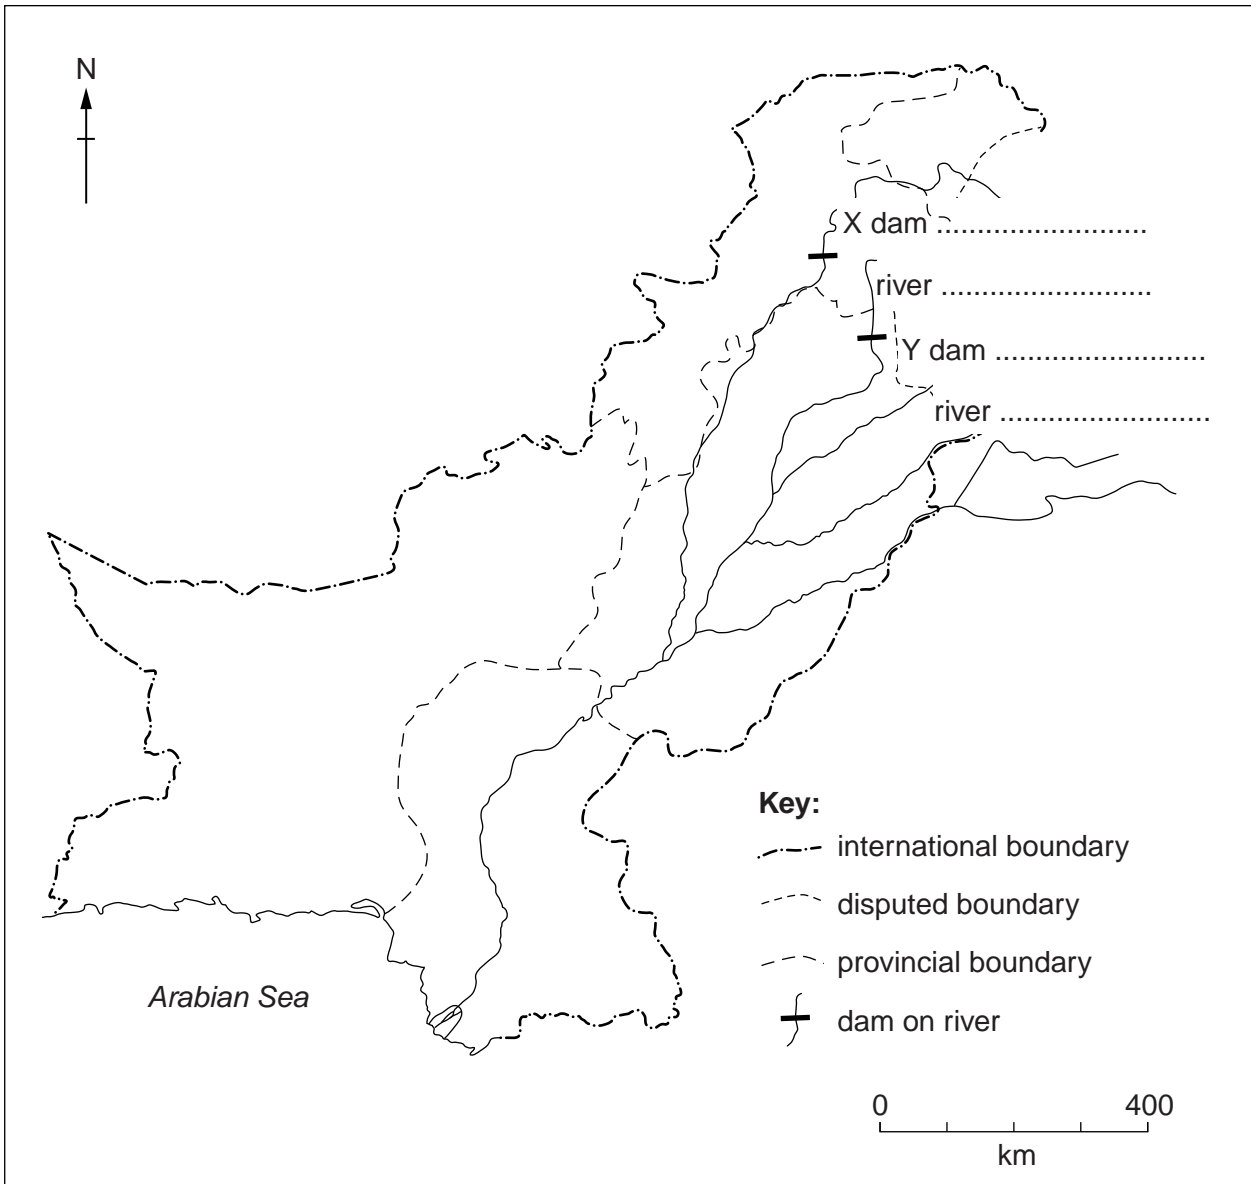 N
X dam ..........................
river ..........................
Y dam ..........................
river ..........................
Key:
international boundary
disputed boundary
provincial boundary
Arabian Sea
dam on river
0 400
km